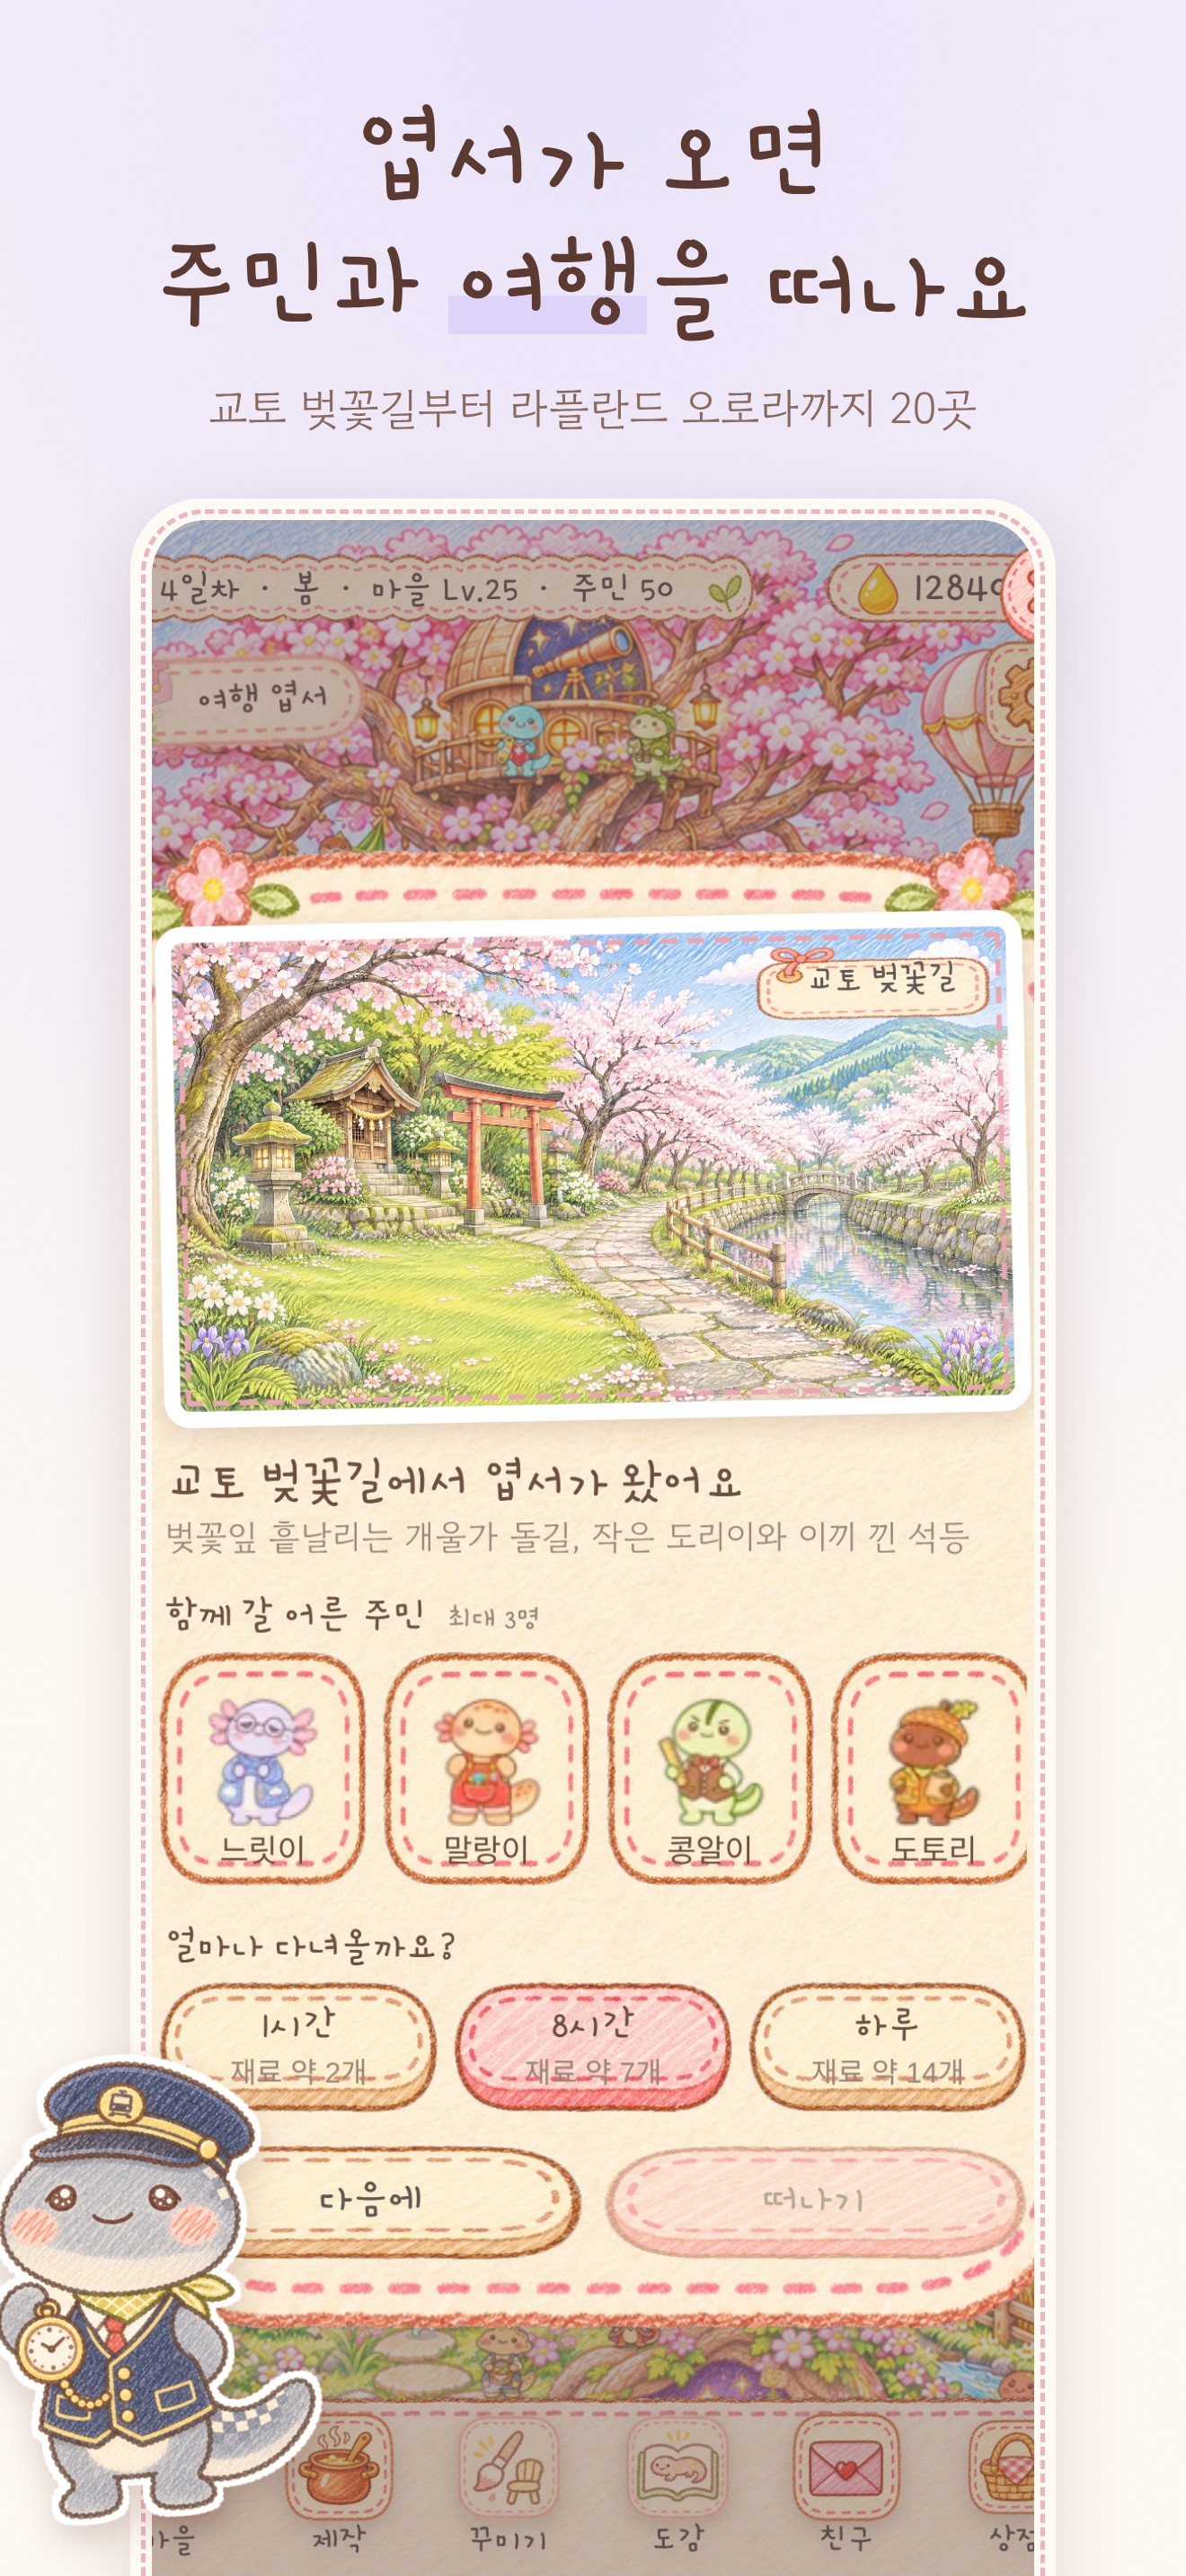 엽서가 오면
주민과 여행을 떠나요
교토 벚꽃길부터 라플란드 오로라까지 20곳
4일차 · 봄 · 마을 Lv.25 · 주민 50
1284
여행 엽서
교토 벚꽃길
교토 벚꽃길에서 엽서가 왔어요
벚꽃잎 흩날리는 개울가 돌길, 작은 도리이와 이끼 낀 석등
함께 갈 어른 주민 최대 3명
느릿이 말랑이 콩알이 도토리
얼마나 다녀올까요?
1시간 8시간 하루
재료 약 2개 재료 약 7개 재료 약 14개
다음에 떠나기
마을 제작 꾸미기 도감 친구 상점